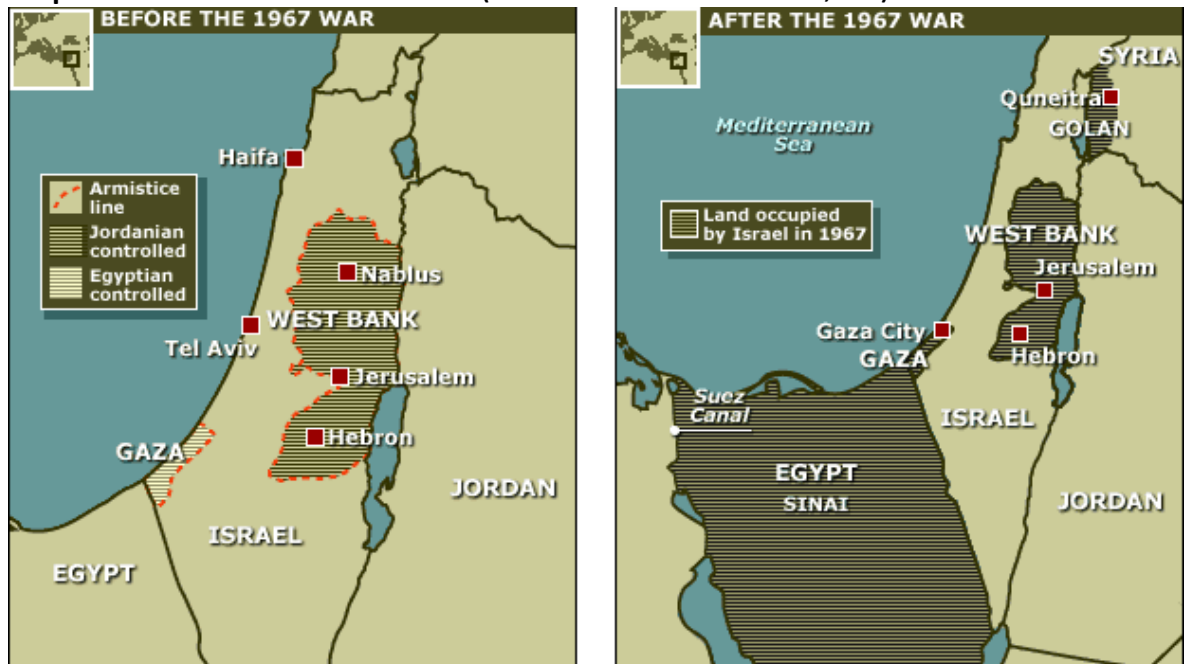 BEFORE THE 1967 WAR
Haifa
Armistice
line
Jordanian
controlled
Egyptian
controlled
Nablus
WEST BANK
Tel Aviv
Jerusalem
Hebron
GAZA
JORDAN
ISRAEL
EGYPT
AFTER THE 1967 WAR
SYRIA
Quneitra
Mediterranean
Sea
GOLAN
Land occupied
by Israel in 1967
WEST BANK
Jerusalem
Gaza City
GAZA
Hebron
Suez
Canal
ISRAEL
EGYPT
SINAI
JORDAN